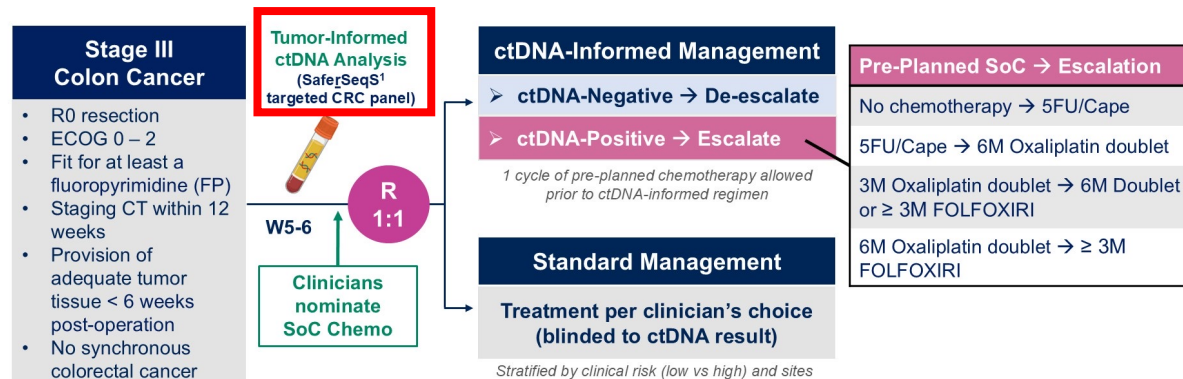 Stage III
Colon Cancer
• R0 resection
• ECOG 0 – 2
• Fit for at least a
fluoropyrimidine (FP)
• Staging CT within 12
weeks
• Provision of
adequate tumor
tissue < 6 weeks
post-operation
• No synchronous
colorectal cancer
Tumor-Informed
ctDNA Analysis
(SaferSeqS¹
targeted CRC panel)
W5-6
R
1:1
Clinicians
nominate
SoC Chemo
ctDNA-Informed Management
➢ ctDNA-Negative → De-escalate
➢ ctDNA-Positive → Escalate
1 cycle of pre-planned chemotherapy allowed
prior to ctDNA-informed regimen
Standard Management
Treatment per clinician's choice
(blinded to ctDNA result)
Stratified by clinical risk (low vs high) and sites
Pre-Planned SoC → Escalation
No chemotherapy → 5FU/Cape
5FU/Cape → 6M Oxaliplatin doublet
3M Oxaliplatin doublet → 6M Doublet
or ≥ 3M FOLFOXIRI
6M Oxaliplatin doublet → ≥ 3M
FOLFOXIRI